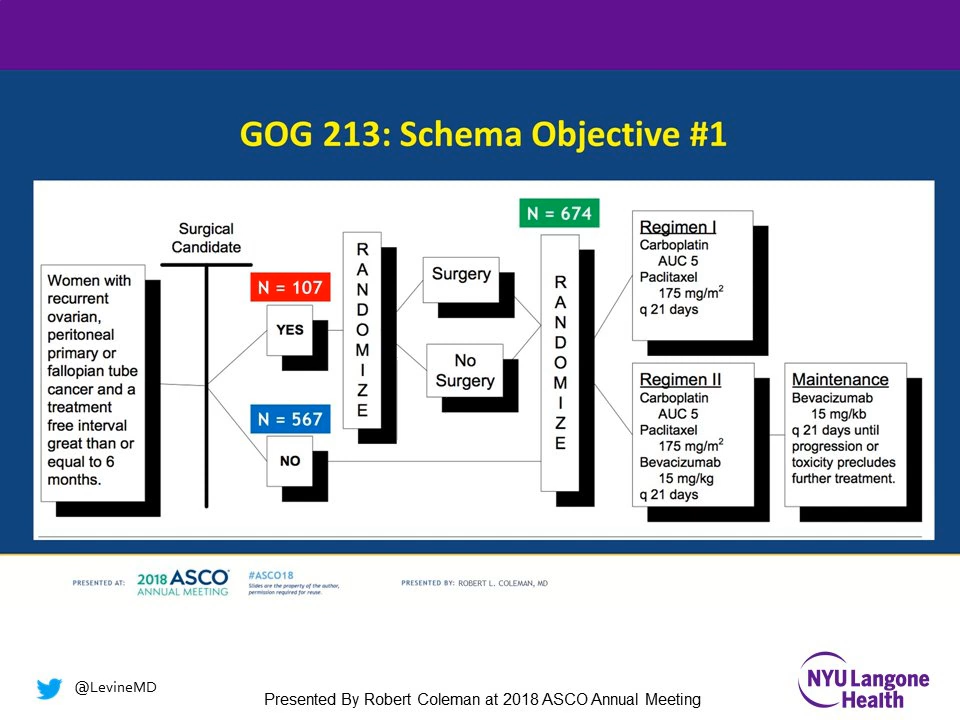 GOG 213: Schema Objective #1
Women with
recurrent
ovarian,
peritoneal
primary or
fallopian tube
cancer and a
treatment
free interval
great than or
equal to 6
months.
Surgical
Candidate
N = 107
YES
N = 567
NO
RANDOMIZE
Surgery
No
Surgery
N = 674
RANDOMIZE
Regimen I
Carboplatin
AUC 5
Paclitaxel
175 mg/m²
q 21 days
Regimen II
Carboplatin
AUC 5
Paclitaxel
175 mg/m²
Bevacizumab
15 mg/kg
q 21 days
Maintenance
Bevacizumab
15 mg/kb
q 21 days until
progression or
toxicity precludes
further treatment.
PRESENTED AT:
2018 ASCO®
ANNUAL MEETING
#ASCO18
Slides are the property of the author,
permission required for reuse.
PRESENTED BY: ROBERT L. COLEMAN, MD
@LevineMD
Presented By Robert Coleman at 2018 ASCO Annual Meeting
NYU Langone
Health